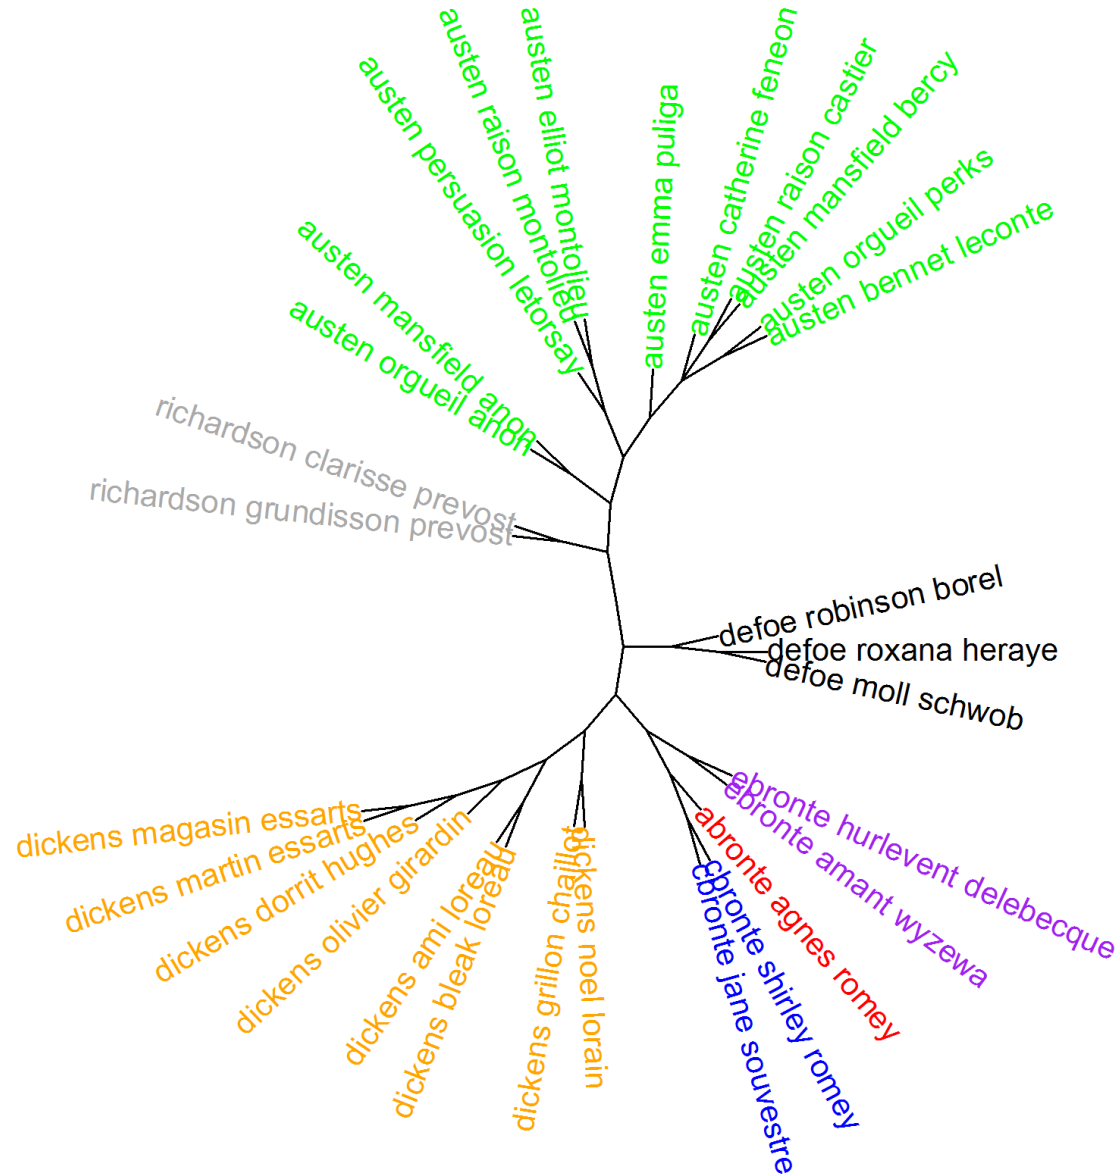 austen orgueil anon
austen mansfield anon
austen persuasion letorsay
austen raison montolieu
austen elliot montolieu
austen emma puliga
austen catherine feneon
austen raison castier
austen mansfield bercy
austen orgueil perks
austen bennet leconte
richardson clarisse prevost
richardson grundisson prevost
defoe robinson borel
defoe roxana heraye
defoe moll schwob
ebronte hurlevent delebecque
ebronte amant wyzewa
abronte agnes romey
cbronte shirley romey
cbronte jane souvestre
dickens noel lorain
dickens grillon chaillot
dickens bleak loreau
dickens ami loreau
dickens olivier girardin
dickens dorrit hughes
dickens martin essarts
dickens magasin essarts